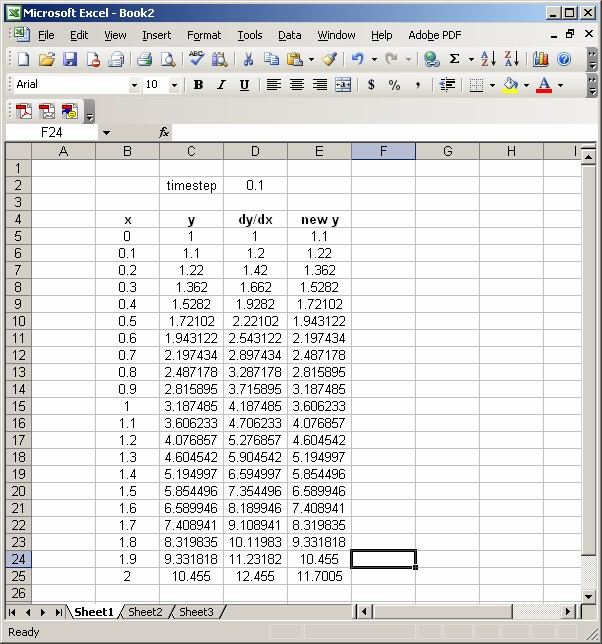 Microsoft Excel - Book2
File Edit View Insert Format Tools Data Window Help Adobe PDF
Arial 10 B I U $ % ,
F24 fx
A B C D E F G H I
1
2 timestep 0.1
3
4 x y dy/dx new y
5 0 1 1 1.1
6 0.1 1.1 1.2 1.22
7 0.2 1.22 1.42 1.362
8 0.3 1.362 1.662 1.5282
9 0.4 1.5282 1.9282 1.72102
10 0.5 1.72102 2.22102 1.943122
11 0.6 1.943122 2.543122 2.197434
12 0.7 2.197434 2.897434 2.487178
13 0.8 2.487178 3.287178 2.815895
14 0.9 2.815895 3.715895 3.187485
15 1 3.187485 4.187485 3.606233
16 1.1 3.606233 4.706233 4.076857
17 1.2 4.076857 5.276857 4.604542
18 1.3 4.604542 5.904542 5.194997
19 1.4 5.194997 6.594997 5.854496
20 1.5 5.854496 7.354496 6.589946
21 1.6 6.589946 8.189946 7.408941
22 1.7 7.408941 9.108941 8.319835
23 1.8 8.319835 10.11983 9.331818
24 1.9 9.331818 11.23182 10.455
25 2 10.455 12.455 11.7005
26
Sheet1 Sheet2 Sheet3
Ready